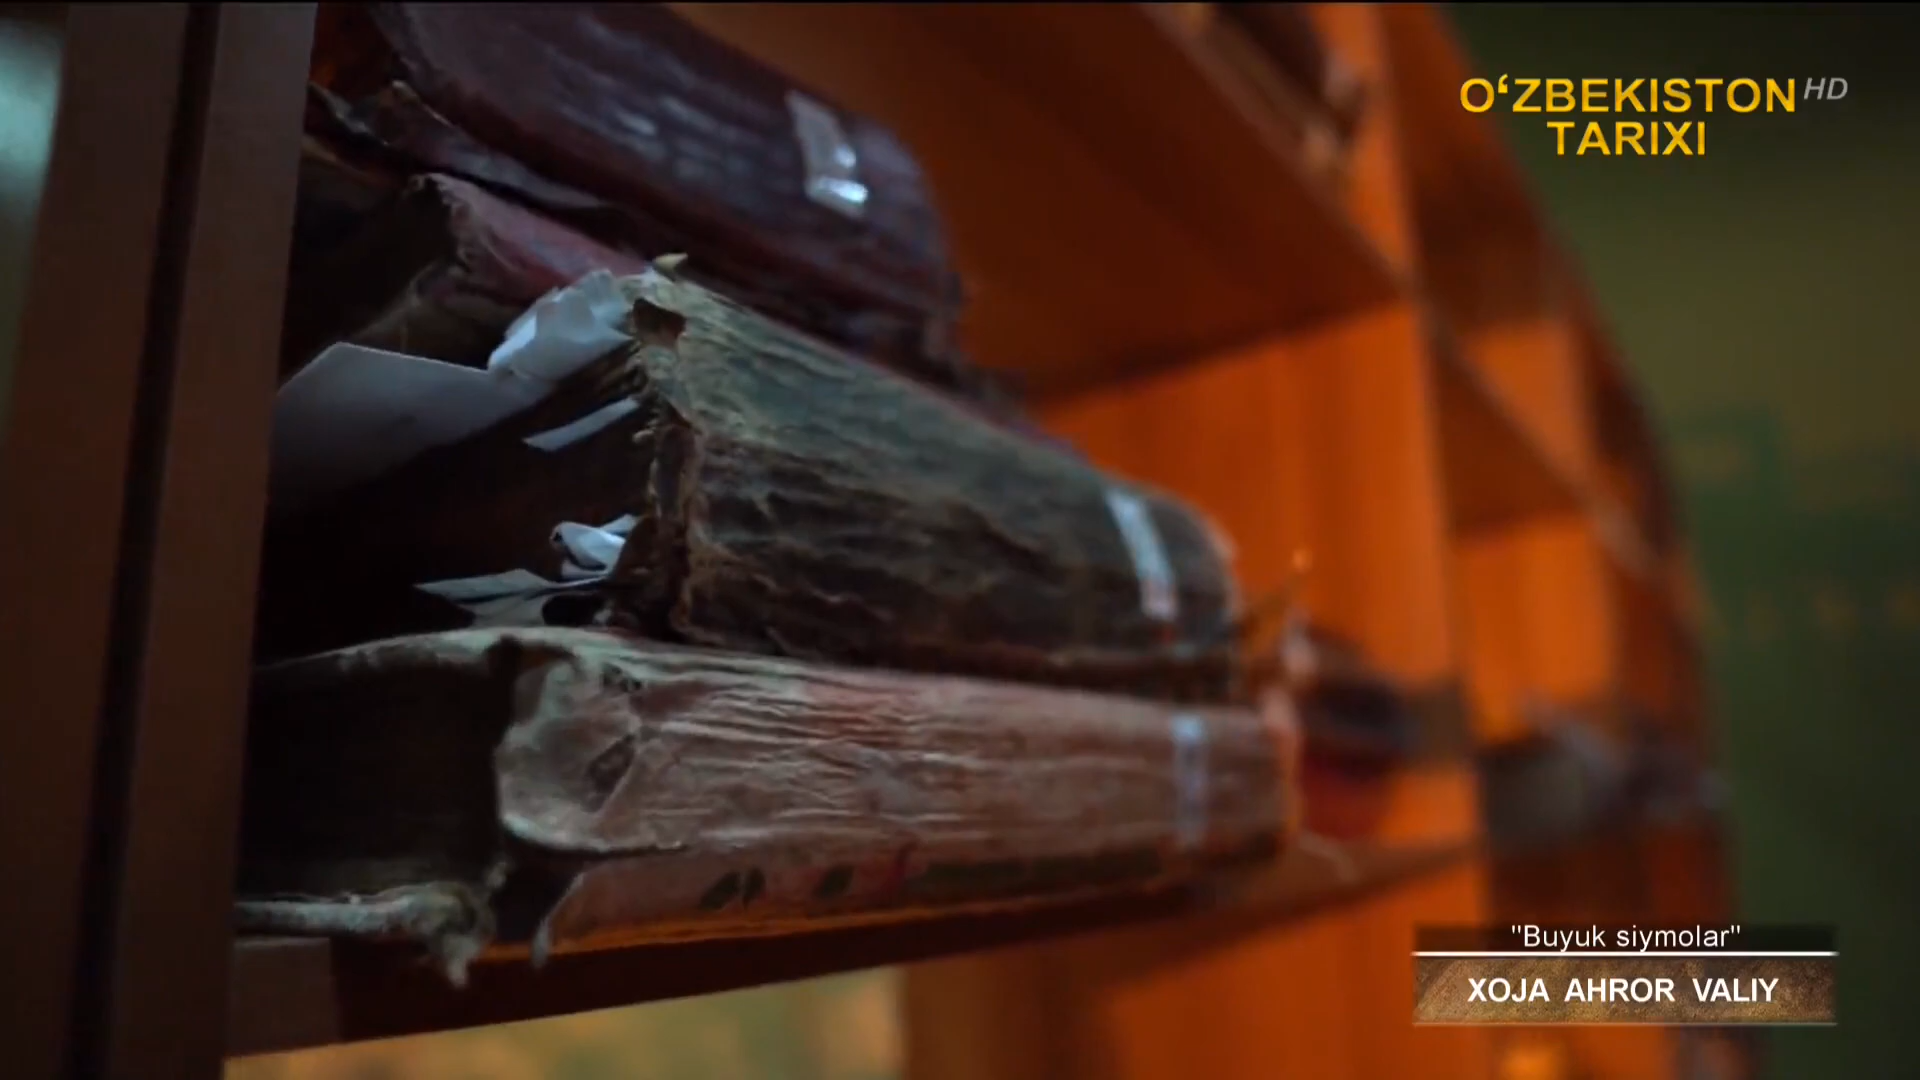 O‘ZBEKISTON HD
TARIXI
"Buyuk siymolar"
XOJA AHROR VALIY